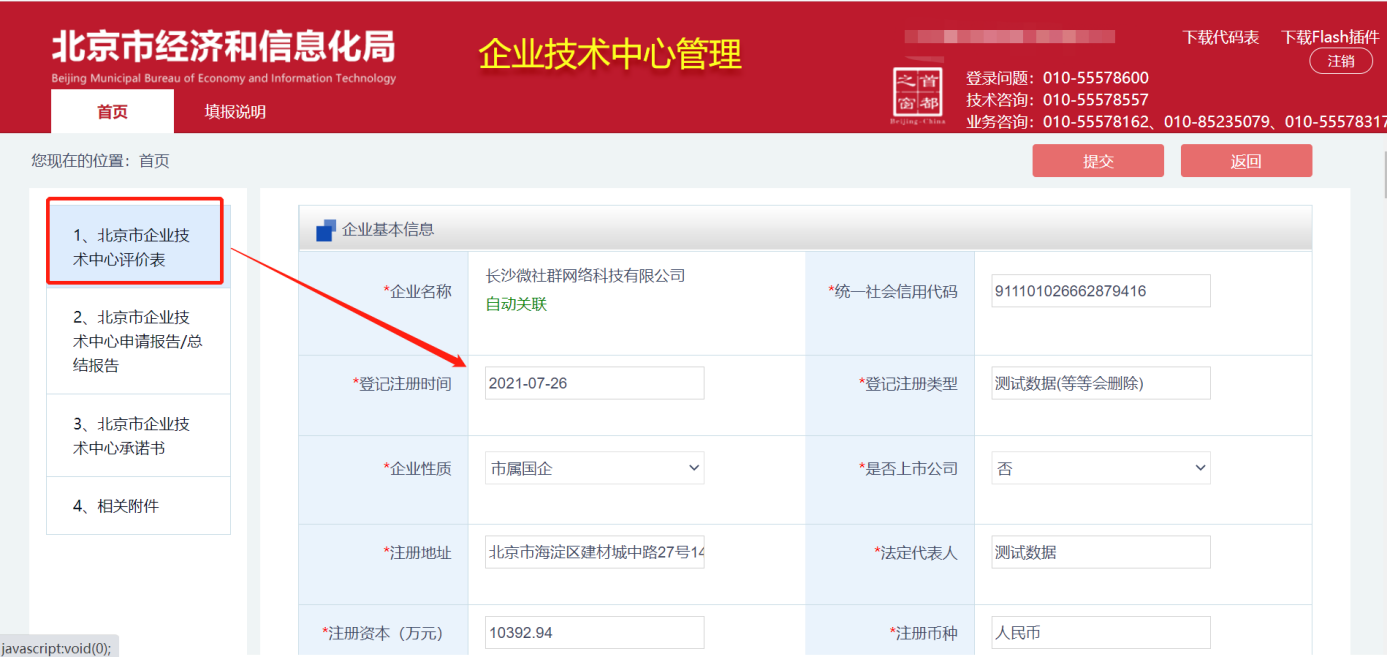 北京市经济和信息化局
Beijing Municipal Bureau of Economy and Information Technology
企业技术中心管理
下载代码表
下载Flash插件
注销
首都之窗
Beijing-China
登录问题：010-55578600
技术咨询：010-55578557
业务咨询：010-55578162、010-85235079、010-55578317
首页
填报说明
您现在的位置：首页
提交
返回
1、北京市企业技
术中心评价表
2、北京市企业技
术中心申请报告/总
结报告
3、北京市企业技
术中心承诺书
4、相关附件
企业基本信息
*企业名称
长沙微社群网络科技有限公司
自动关联
*统一社会信用代码
911101026662879416
*登记注册时间
2021-07-26
*登记注册类型
测试数据(等等会删除)
*企业性质
市属国企
*是否上市公司
否
*注册地址
北京市海淀区建材城中路27号14
*法定代表人
测试数据
*注册资本（万元）
10392.94
*注册币种
人民币
javascript:void(0);